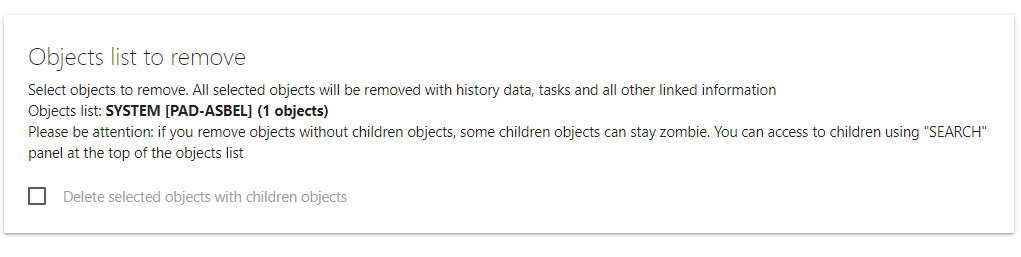 Objects list to remove
Select objects to remove. All selected objects will be removed with history data, tasks and all other linked information
Objects list: SYSTEM [PAD-ASBEL] (1 objects)
Please be attention: if you remove objects without children objects, some children objects can stay zombie. You can access to children using "SEARCH"
panel at the top of the objects list
Delete selected objects with children objects